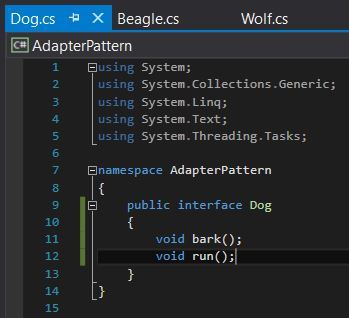 Dog.cs Beagle.cs Wolf.cs
C# AdapterPattern
1 using System;
2 using System.Collections.Generic;
3 using System.Linq;
4 using System.Text;
5 using System.Threading.Tasks;
6
7 namespace AdapterPattern
8 {
9 public interface Dog
10 {
11 void bark();
12 void run();
13 }
14 }
15